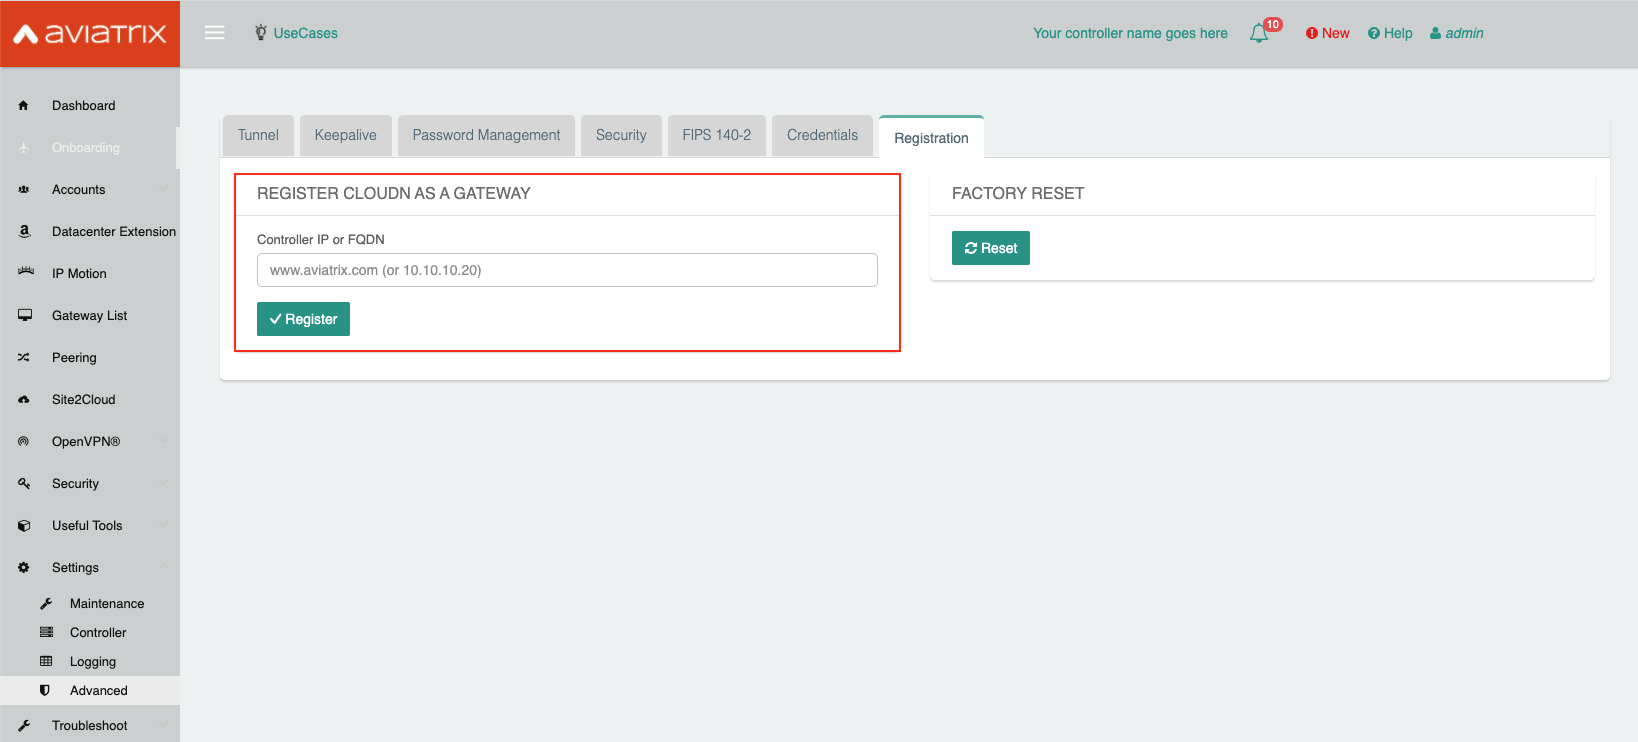 aviatrix
UseCases
Your controller name goes here
10
New
Help
admin
Dashboard
Onboarding
Accounts
Datacenter Extension
IP Motion
Gateway List
Peering
Site2Cloud
OpenVPN®
Security
Useful Tools
Settings
Maintenance
Controller
Logging
Advanced
Troubleshoot
Tunnel
Keepalive
Password Management
Security
FIPS 140-2
Credentials
Registration
REGISTER CLOUDN AS A GATEWAY
Controller IP or FQDN
www.aviatrix.com (or 10.10.10.20)
Register
FACTORY RESET
Reset